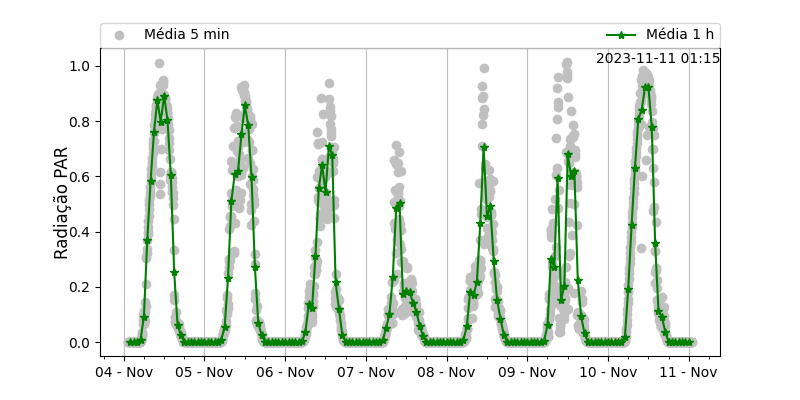 Média 5 min
Média 1 h
2023-11-11 01:15
Radiação PAR
1.0
0.8
0.6
0.4
0.2
0.0
04 - Nov
05 - Nov
06 - Nov
07 - Nov
08 - Nov
09 - Nov
10 - Nov
11 - Nov